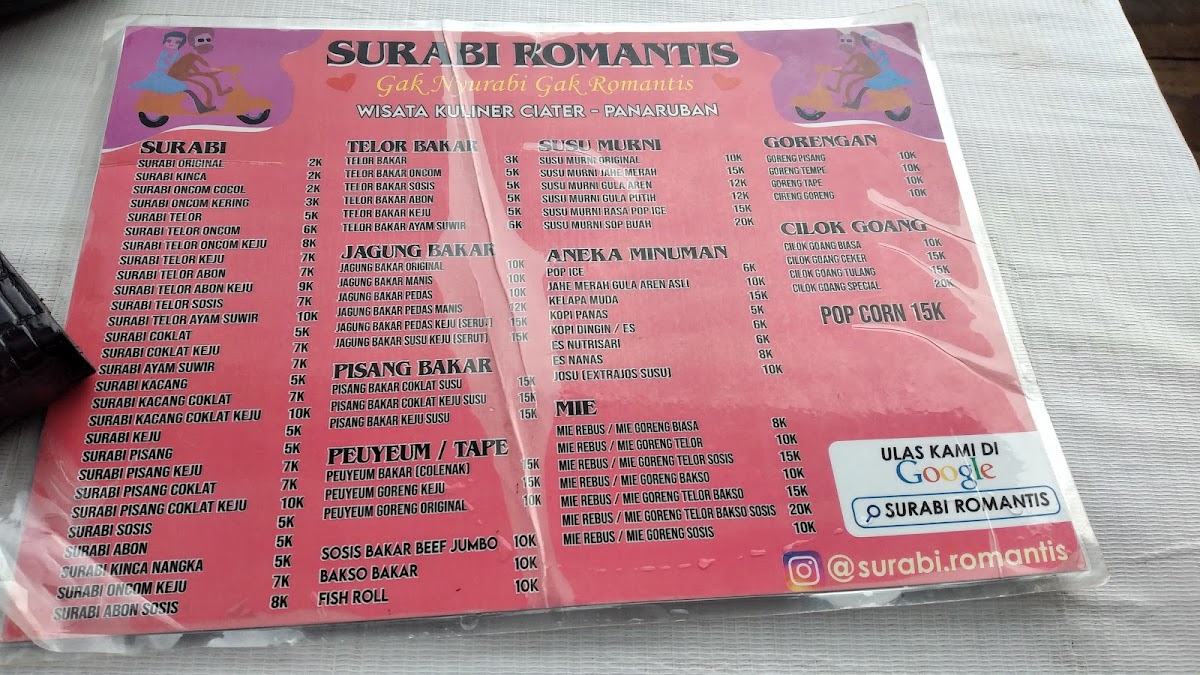 SURABI ROMANTIS
Gak Nyurabi Gak Romantis
WISATA KULINER CIATER - PANARUBAN
SURABI
SURABI ORIGINAL 2K
SURABI KINCA 2K
SURABI ONCOM COCOL 2K
SURABI ONCOM KERING 3K
SURABI TELOR 5K
SURABI TELOR ONCOM 6K
SURABI TELOR ONCOM KEJU 8K
SURABI TELOR KEJU 7K
SURABI TELOR ABON 7K
SURABI TELOR ABON KEJU 9K
SURABI TELOR SOSIS 7K
SURABI TELOR AYAM SUWIR 10K
SURABI COKLAT 5K
SURABI COKLAT KEJU 7K
SURABI AYAM SUWIR 7K
SURABI KACANG 5K
SURABI KACANG COKLAT 7K
SURABI KACANG COKLAT KEJU 10K
SURABI KEJU 5K
SURABI PISANG 5K
SURABI PISANG KEJU 7K
SURABI PISANG COKLAT 7K
SURABI PISANG COKLAT KEJU 10K
SURABI SOSIS 5K
SURABI ABON 5K
SURABI KINCA NANGKA 5K
SURABI ONCOM KEJU 7K
SURABI ABON SOSIS 8K
TELOR BAKAR
TELOR BAKAR 3K
TELOR BAKAR ONCOM 5K
TELOR BAKAR SOSIS 5K
TELOR BAKAR ABON 5K
TELOR BAKAR KEJU 5K
TELOR BAKAR AYAM SUWIR 6K
JAGUNG BAKAR
JAGUNG BAKAR ORIGINAL 10K
JAGUNG BAKAR MANIS 10K
JAGUNG BAKAR PEDAS 10K
JAGUNG BAKAR PEDAS MANIS 12K
JAGUNG BAKAR PEDAS KEJU (SERUT) 15K
JAGUNG BAKAR SUSU KEJU (SERUT) 15K
PISANG BAKAR
PISANG BAKAR COKLAT SUSU 15K
PISANG BAKAR COKLAT KEJU SUSU 15K
PISANG BAKAR KEJU SUSU 15K
PEUYEUM / TAPE
PEUYEUM BAKAR (COLENAK) 15K
PEUYEUM GORENG KEJU 15K
PEUYEUM GORENG ORIGINAL 10K
SOSIS BAKAR BEEF JUMBO 10K
BAKSO BAKAR 10K
FISH ROLL 10K
SUSU MURNI
SUSU MURNI ORIGINAL 10K
SUSU MURNI JAHE MERAH 15K
SUSU MURNI GULA AREN 12K
SUSU MURNI GULA PUTIH 12K
SUSU MURNI RASA POP ICE 15K
SUSU MURNI SOP BUAH 20K
ANEKA MINUMAN
POP ICE 6K
JAHE MERAH GULA AREN ASLI 10K
KELAPA MUDA 15K
KOPI PANAS 5K
KOPI DINGIN / ES 6K
ES NUTRISARI 6K
ES NANAS 8K
JOSU (EXTRAJOS SUSU) 10K
MIE
MIE REBUS / MIE GORENG BIASA 8K
MIE REBUS / MIE GORENG TELOR 10K
MIE REBUS / MIE GORENG TELOR SOSIS 15K
MIE REBUS / MIE GORENG BAKSO 10K
MIE REBUS / MIE GORENG TELOR BAKSO 15K
MIE REBUS / MIE GORENG TELOR BAKSO SOSIS 20K
MIE REBUS / MIE GORENG SOSIS 10K
GORENGAN
GORENG PISANG 10K
GORENG TEMPE 10K
GORENG TAPE 10K
CIRENG GORENG 10K
CILOK GOANG
CILOK GOANG BIASA 10K
CILOK GOANG CEKER 15K
CILOK GOANG TULANG 15K
CILOK GOANG SPECIAL 20K
POP CORN 15K
ULAS KAMI DI
Google
SURABI ROMANTIS
@surabi.romantis